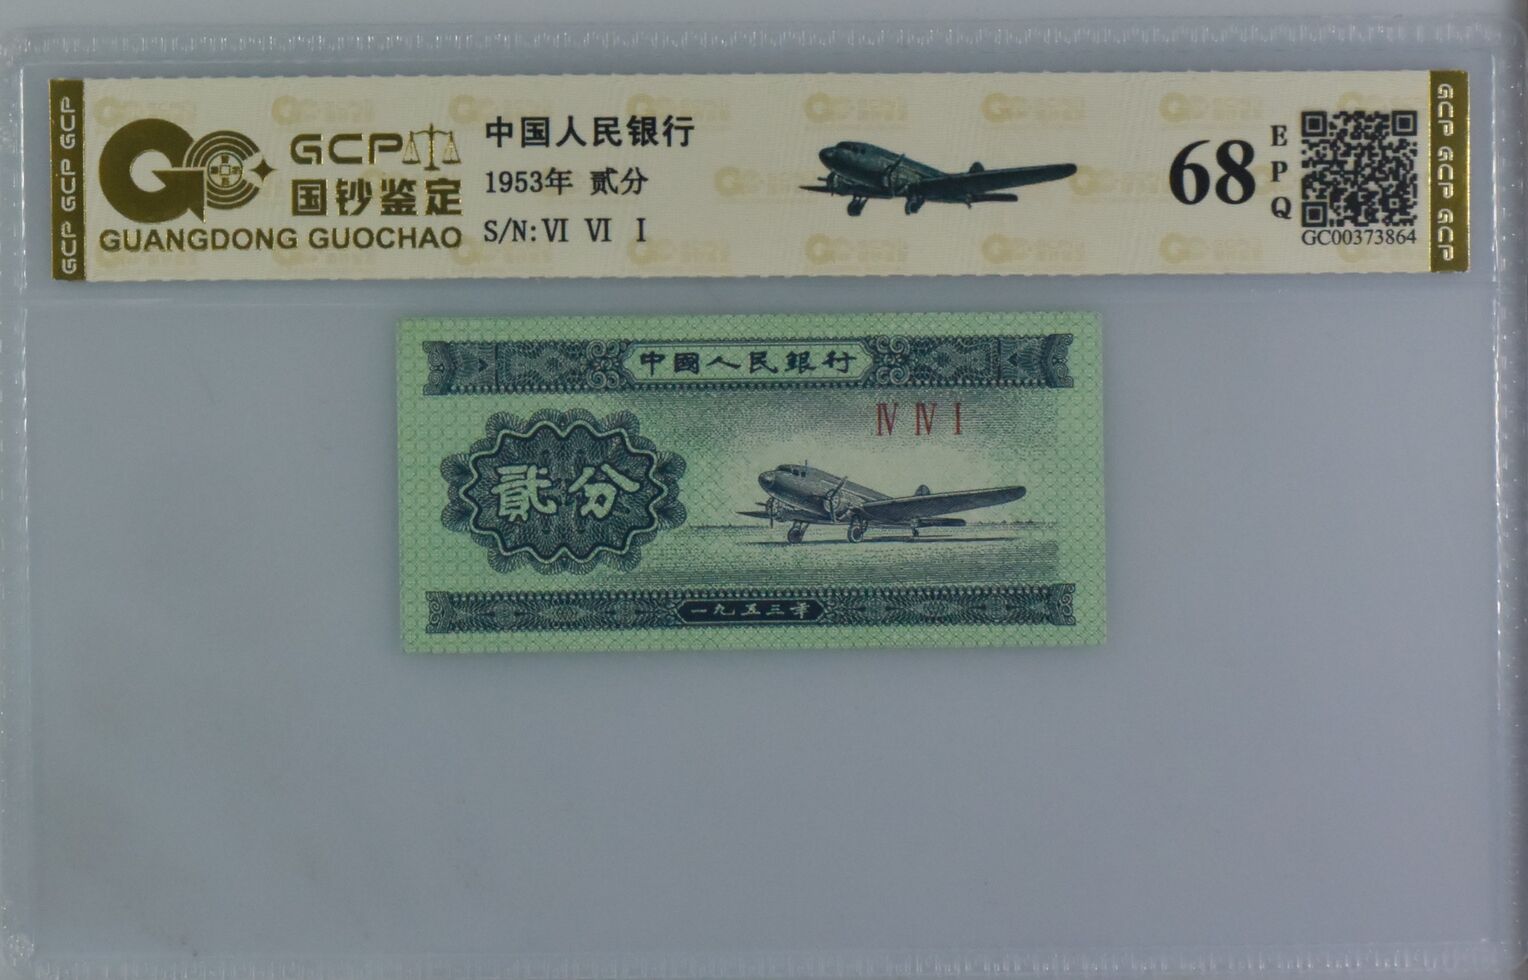 GCP GCP GCP
GCP
国钞鉴定
GUANGDONG GUOCHAO
中国人民银行
1953年 贰分
S/N: VI VI I
68
EPQ
GC00373864
GCP GCP GCP
中國人民銀行
IV IV I
貳分
一九五三年